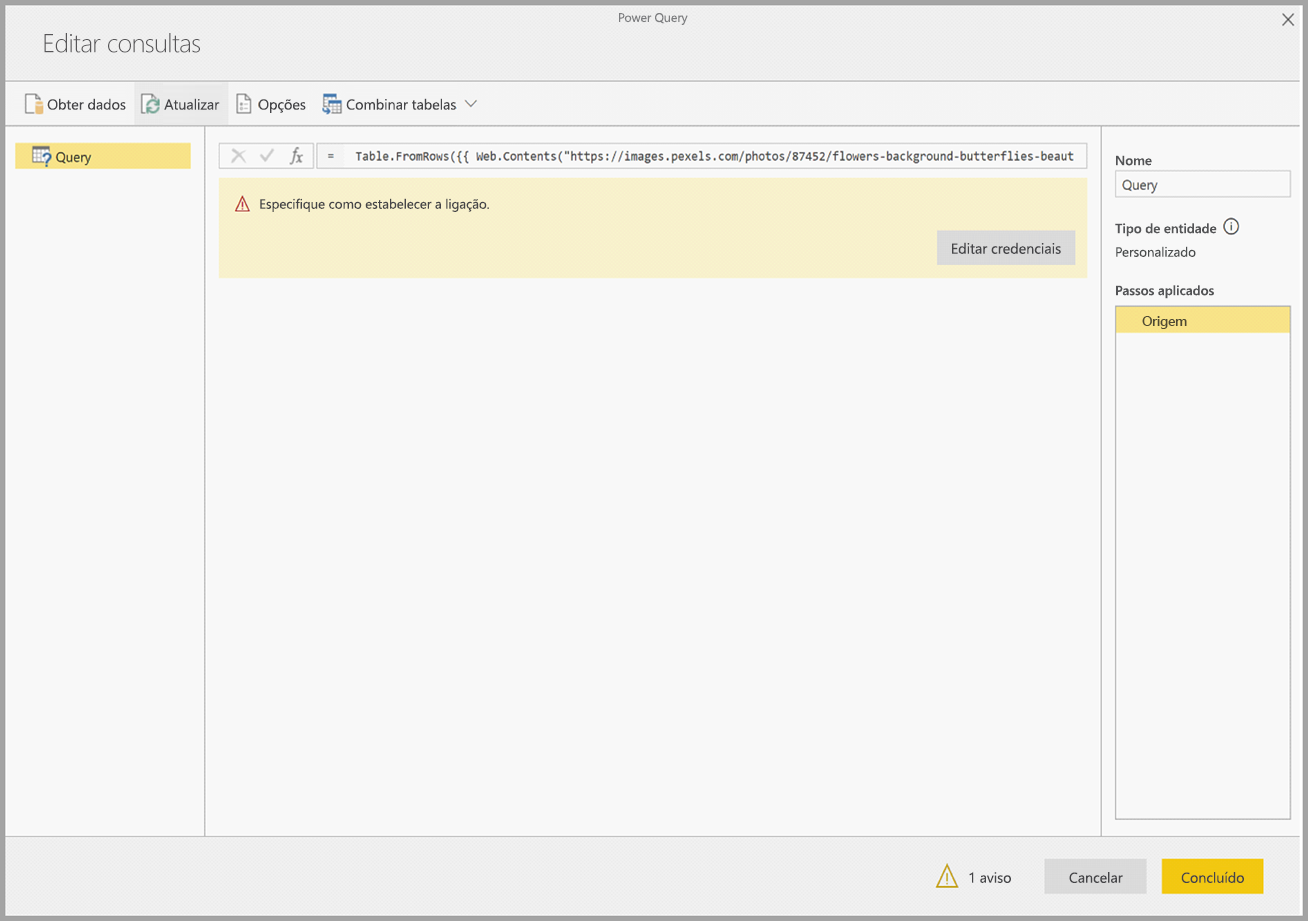 Power Query
Editar consultas
Obter dados Atualizar Opções Combinar tabelas
Query
fx = Table.FromRows({{ Web.Contents("https://images.pexels.com/photos/87452/flowers-background-butterflies-beaut
Especifique como estabelecer a ligação.
Editar credenciais
Nome
Query
Tipo de entidade
Personalizado
Passos aplicados
Origem
1 aviso Cancelar Concluído